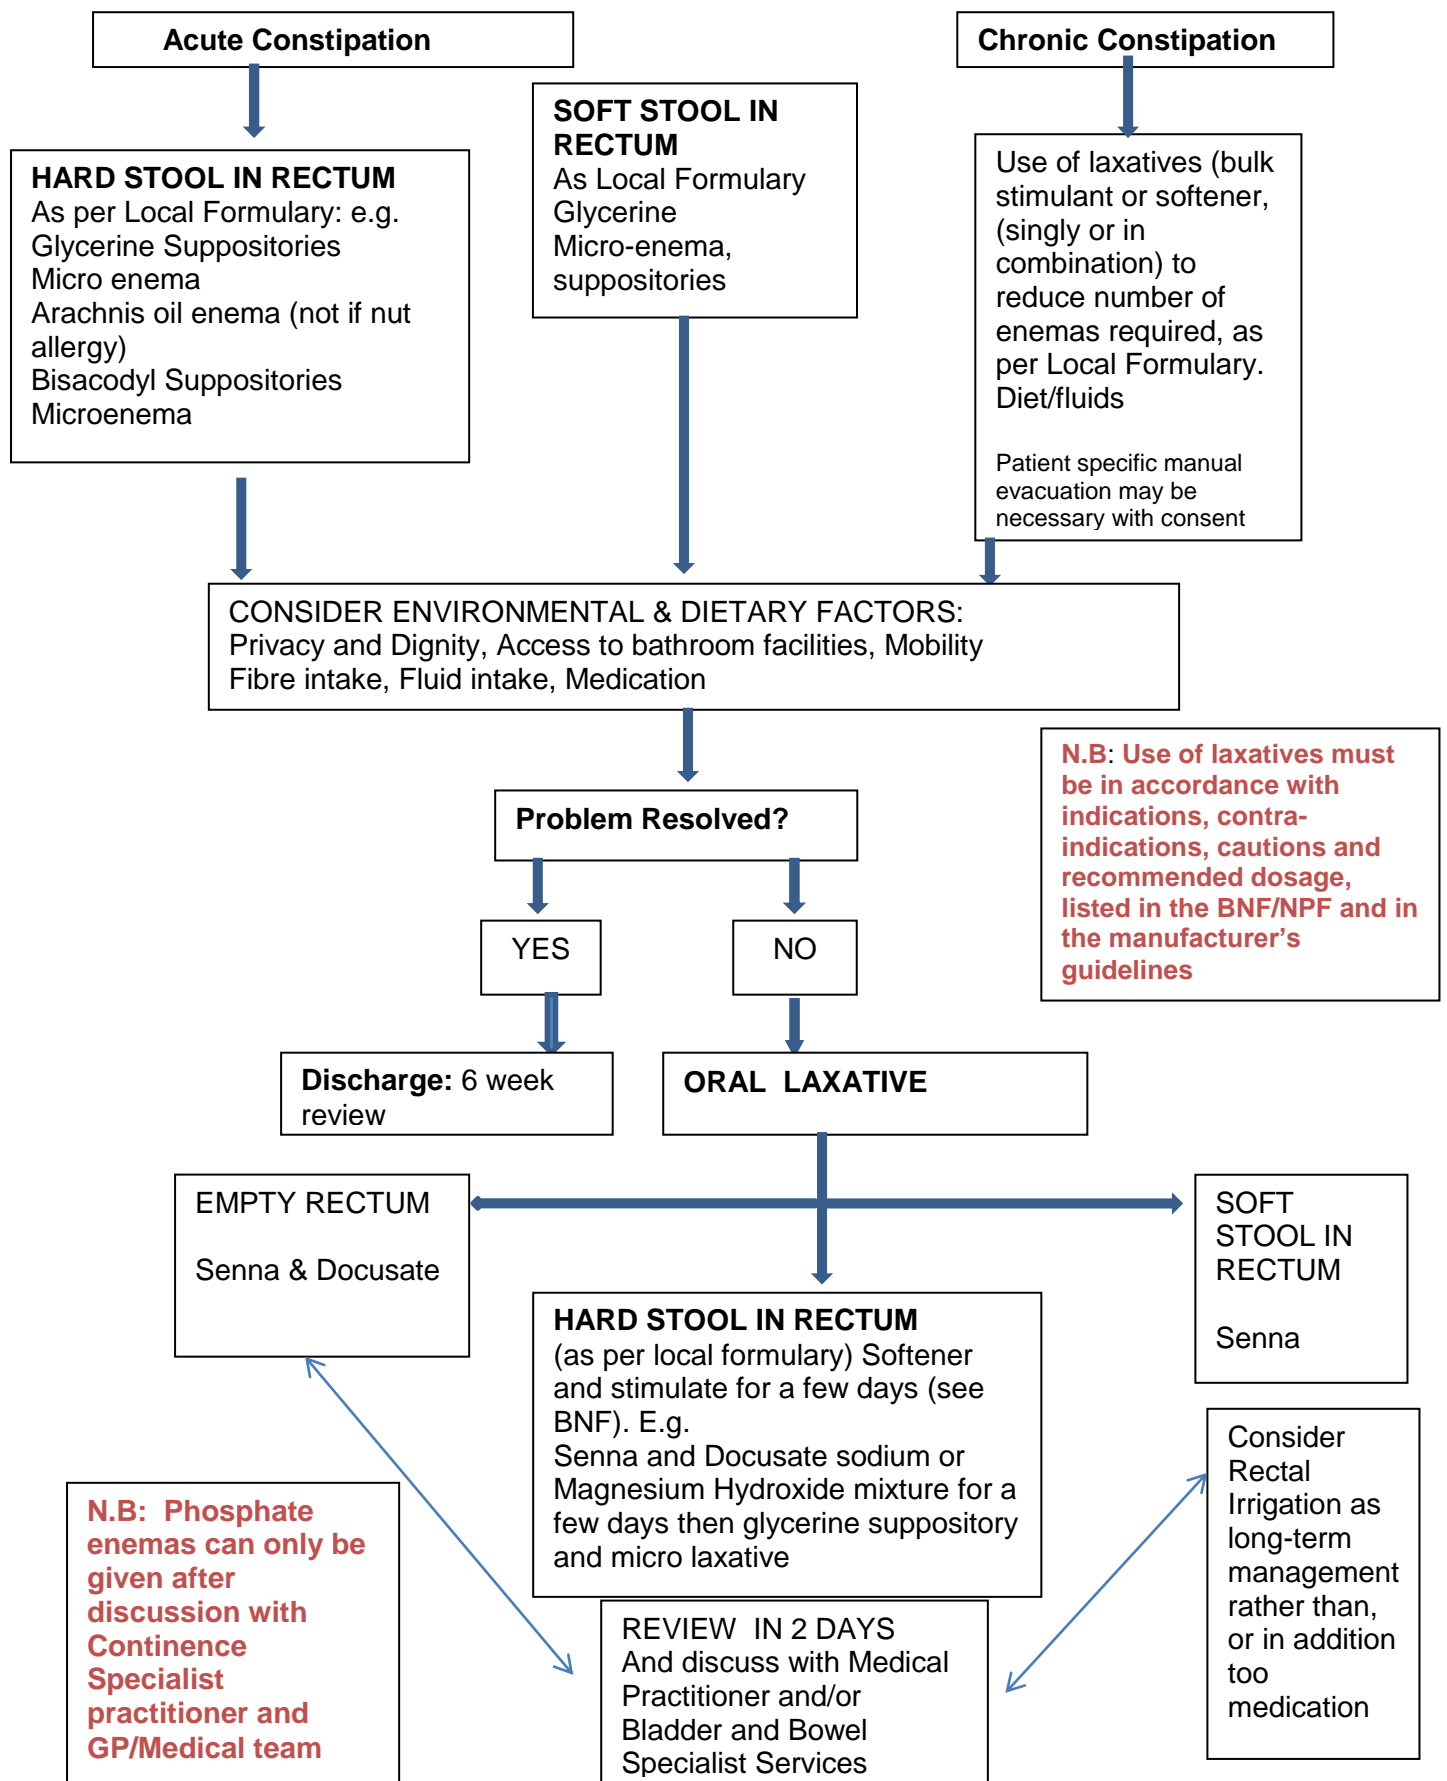 Acute Constipation
Chronic Constipation
HARD STOOL IN RECTUM
As per Local Formulary: e.g.
Glycerine Suppositories
Micro enema
Arachnis oil enema (not if nut
allergy)
Bisacodyl Suppositories
Microenema
SOFT STOOL IN
RECTUM
As Local Formulary
Glycerine
Micro-enema,
suppositories
Use of laxatives (bulk
stimulant or softener,
(singly or in
combination) to
reduce number of
enemas required, as
per Local Formulary.
Diet/fluids
Patient specific manual
evacuation may be
necessary with consent
CONSIDER ENVIRONMENTAL & DIETARY FACTORS:
Privacy and Dignity, Access to bathroom facilities, Mobility
Fibre intake, Fluid intake, Medication
N.B: Use of laxatives must
be in accordance with
indications, contra-
indications, cautions and
recommended dosage,
listed in the BNF/NPF and in
the manufacturer’s
guidelines
Problem Resolved?
YES
NO
Discharge: 6 week
review
ORAL LAXATIVE
EMPTY RECTUM
Senna & Docusate
HARD STOOL IN RECTUM
(as per local formulary) Softener
and stimulate for a few days (see
BNF). E.g.
Senna and Docusate sodium or
Magnesium Hydroxide mixture for a
few days then glycerine suppository
and micro laxative
SOFT
STOOL IN
RECTUM
Senna
Consider
Rectal
Irrigation as
long-term
management
rather than,
or in addition
too
medication
N.B: Phosphate
enemas can only be
given after
discussion with
Continence
Specialist
practitioner and
GP/Medical team
REVIEW IN 2 DAYS
And discuss with Medical
Practitioner and/or
Bladder and Bowel
Specialist Services